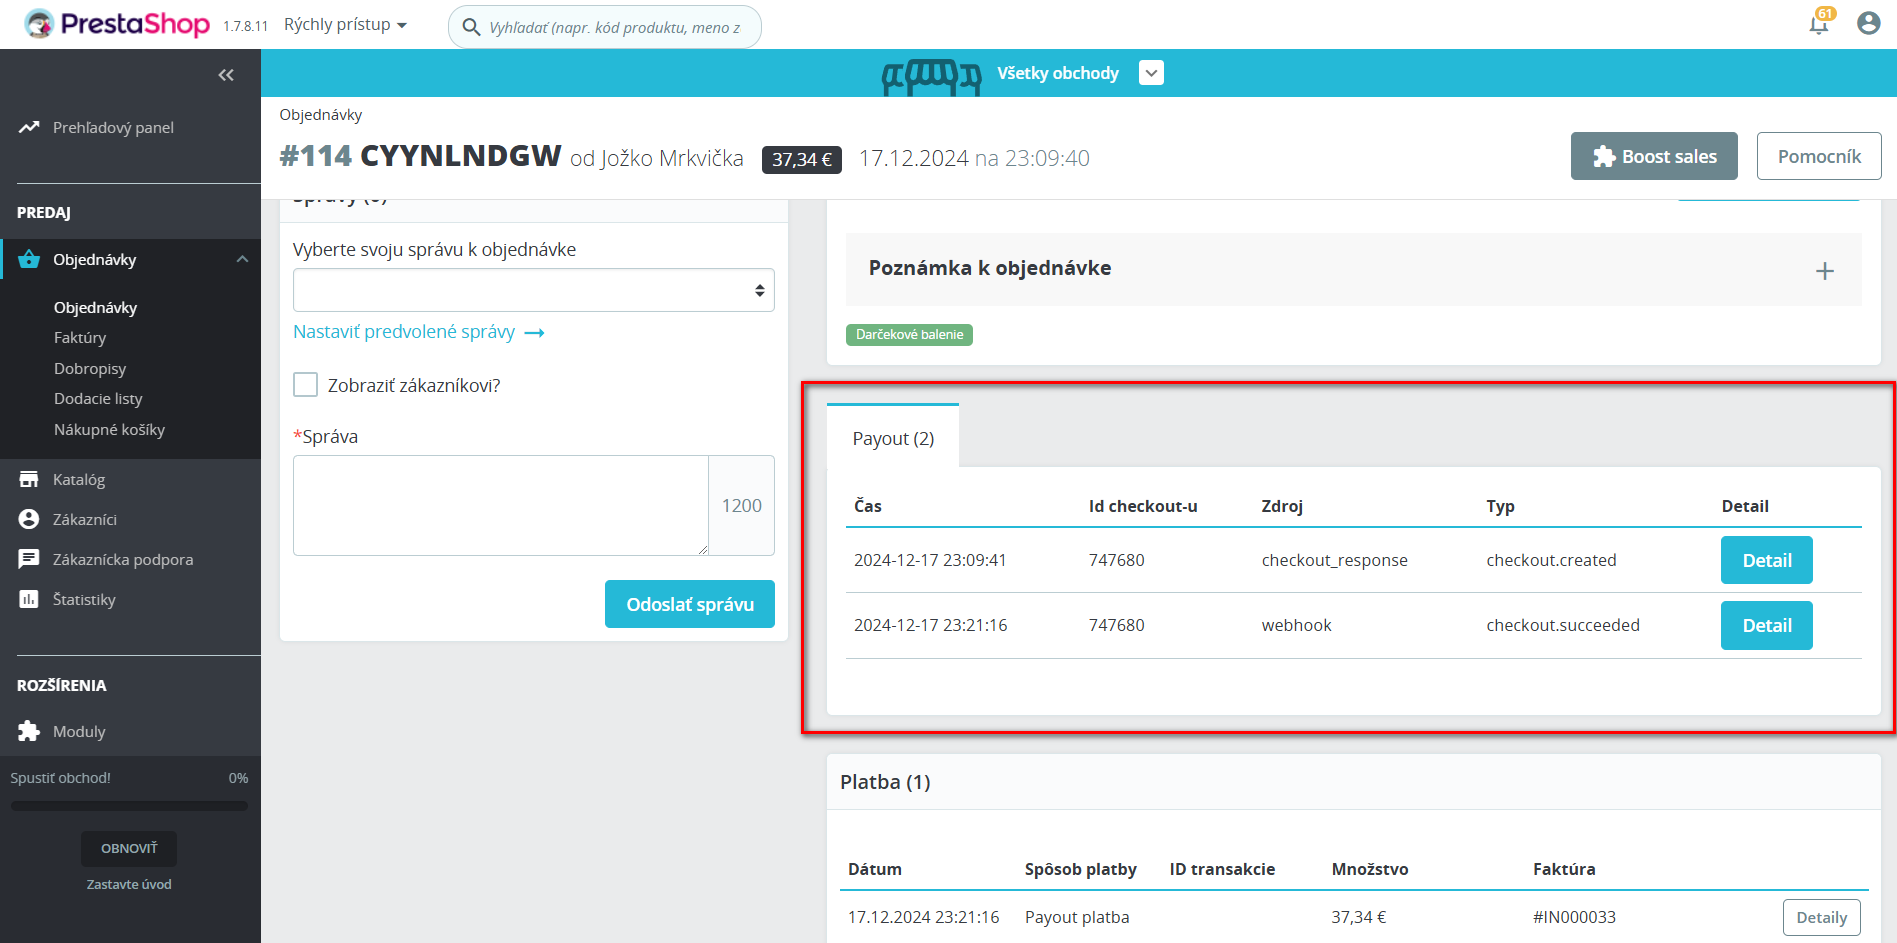 PrestaShop 1.7.8.11 Rýchly prístup Vyhľadať (napr. kód produktu, meno z 61
Všetky obchody
Prehľadový panel
PREDAJ
Objednávky
Objednávky
Faktúry
Dobropisy
Dodacie listy
Nákupné košíky
Katalóg
Zákazníci
Zákaznícka podpora
Štatistiky
ROZŠÍRENIA
Moduly
Spustiť obchod! 0%
OBNOVIŤ
Zastavte úvod
Objednávky
#114 CYYNLNDGW od Jožko Mrkvička 37,34 € 17.12.2024 na 23:09:40
Boost sales Pomocník
Správy (0)
Vyberte svoju správu k objednávke
Nastaviť predvolené správy →
Zobraziť zákazníkovi?
*Správa
1200
Odoslať správu
Poznámka k objednávke
Darčekové balenie
Payout (2)
Čas Id checkout-u Zdroj Typ Detail
2024-12-17 23:09:41 747680 checkout_response checkout.created Detail
2024-12-17 23:21:16 747680 webhook checkout.succeeded Detail
Platba (1)
Dátum Spôsob platby ID transakcie Množstvo Faktúra
17.12.2024 23:21:16 Payout platba 37,34 € #IN000033 Detaily